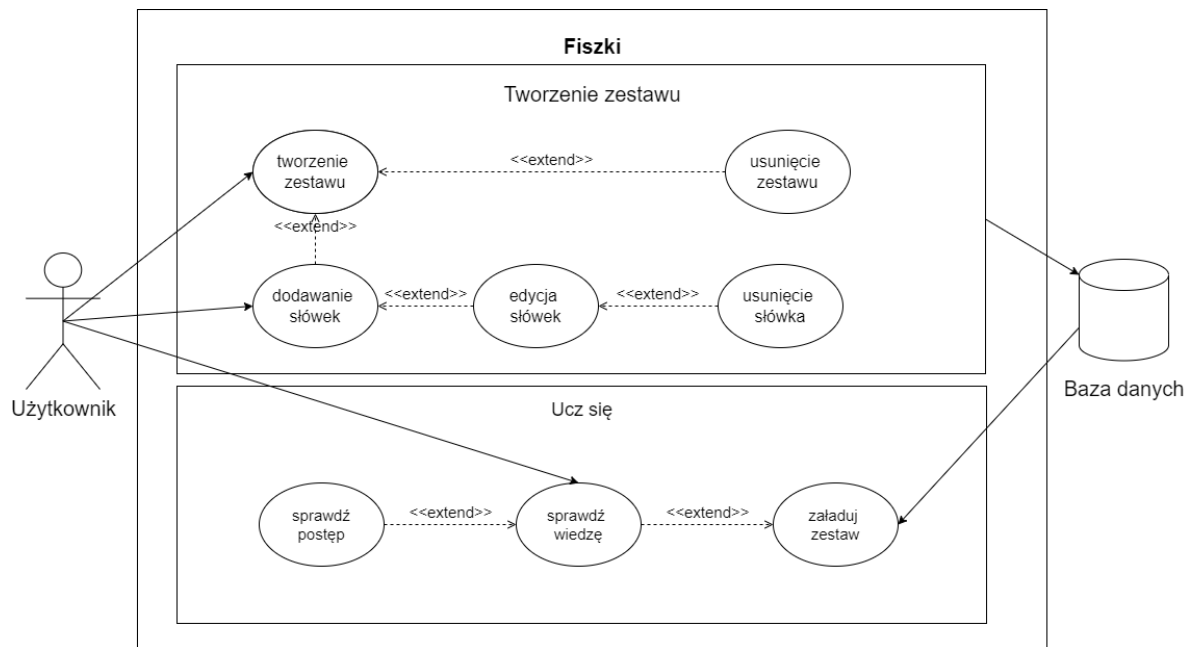 Fiszki
Tworzenie zestawu
tworzenie
zestawu
<<extend>>
usunięcie
zestawu
<<extend>>
dodawanie
słówek
<<extend>>
edycja
słówek
<<extend>>
usunięcie
słówka
Użytkownik
Baza danych
Ucz się
sprawdź
postęp
<<extend>>
sprawdź
wiedzę
<<extend>>
załaduj
zestaw